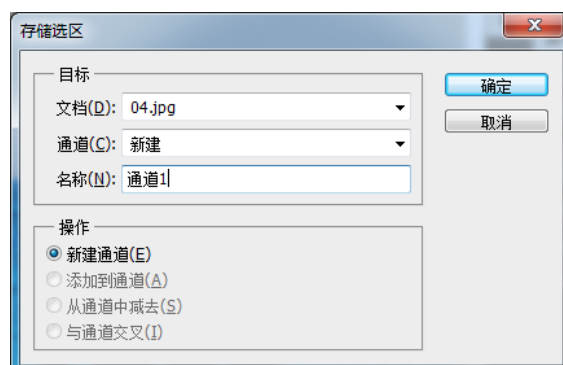 存储选区
目标
文档(D): 04.jpg
通道(C): 新建
名称(N): 通道1
确定
取消
操作
新建通道(E)
添加到通道(A)
从通道中减去(S)
与通道交叉(I)